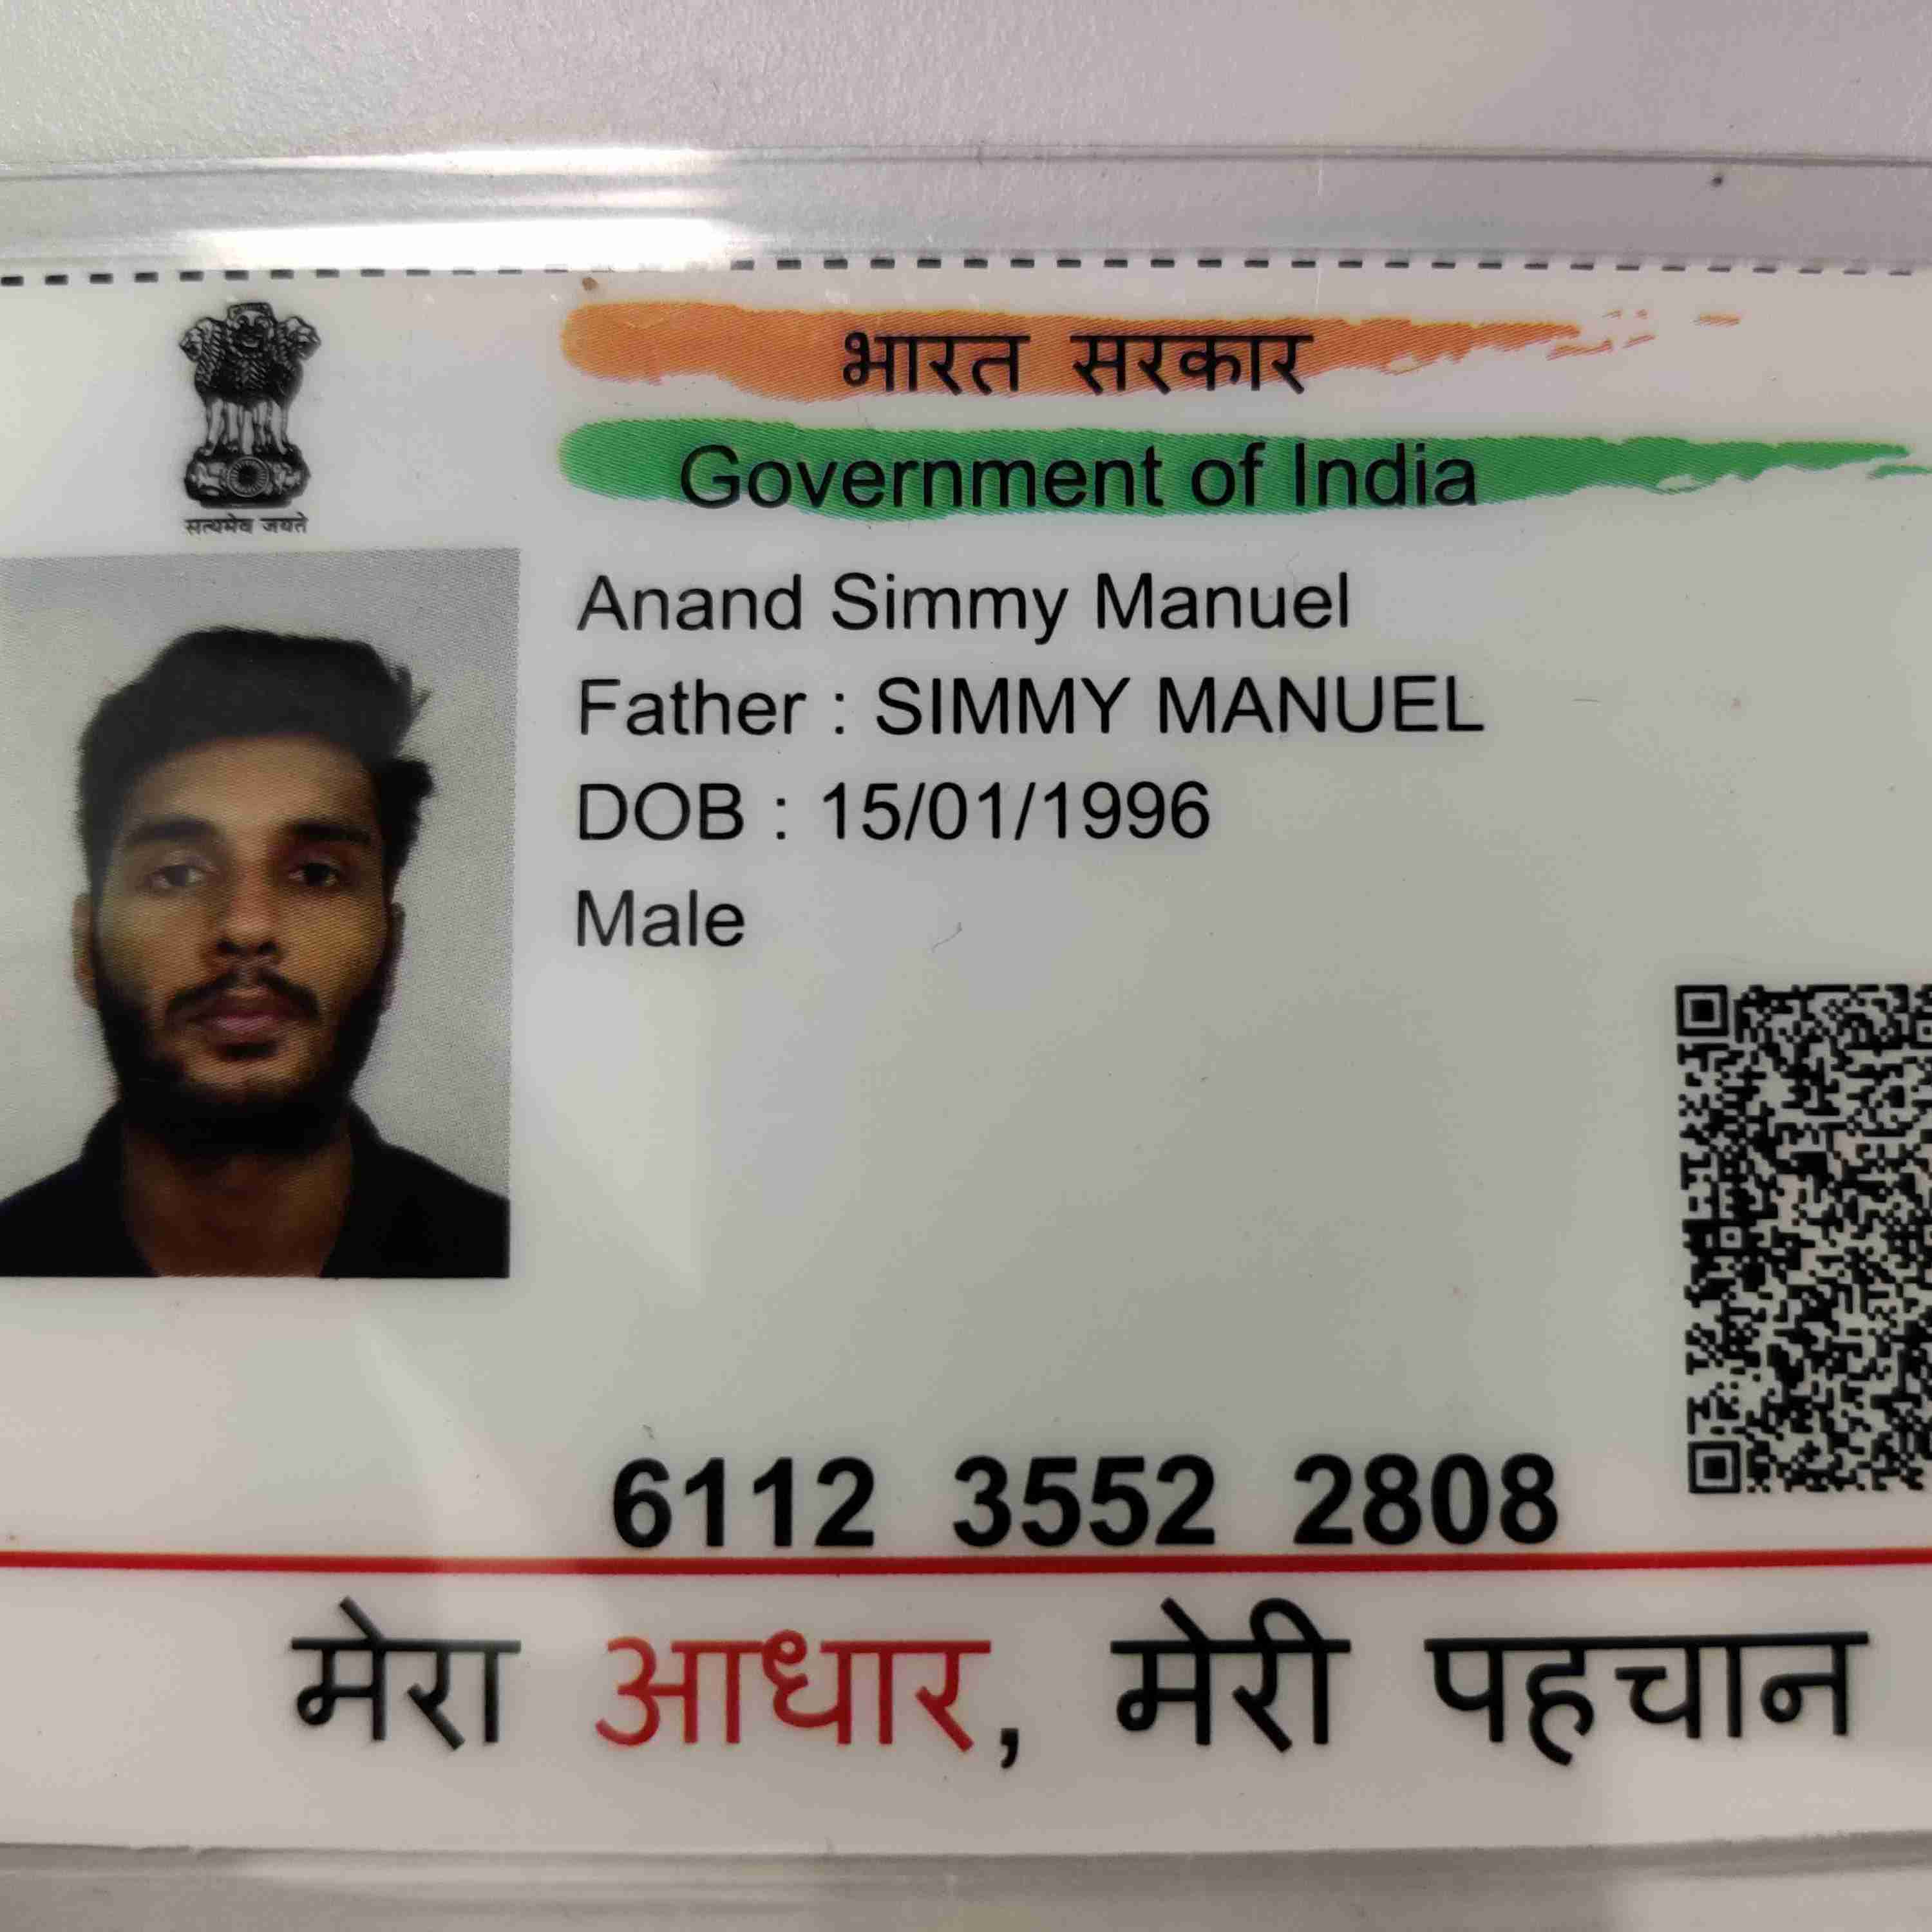 भारत सरकार
Government of India
सत्यमेव जयते
Anand Simmy Manuel
Father : SIMMY MANUEL
DOB : 15/01/1996
Male
6112 3552 2808
मेरा आधार, मेरी पहचान